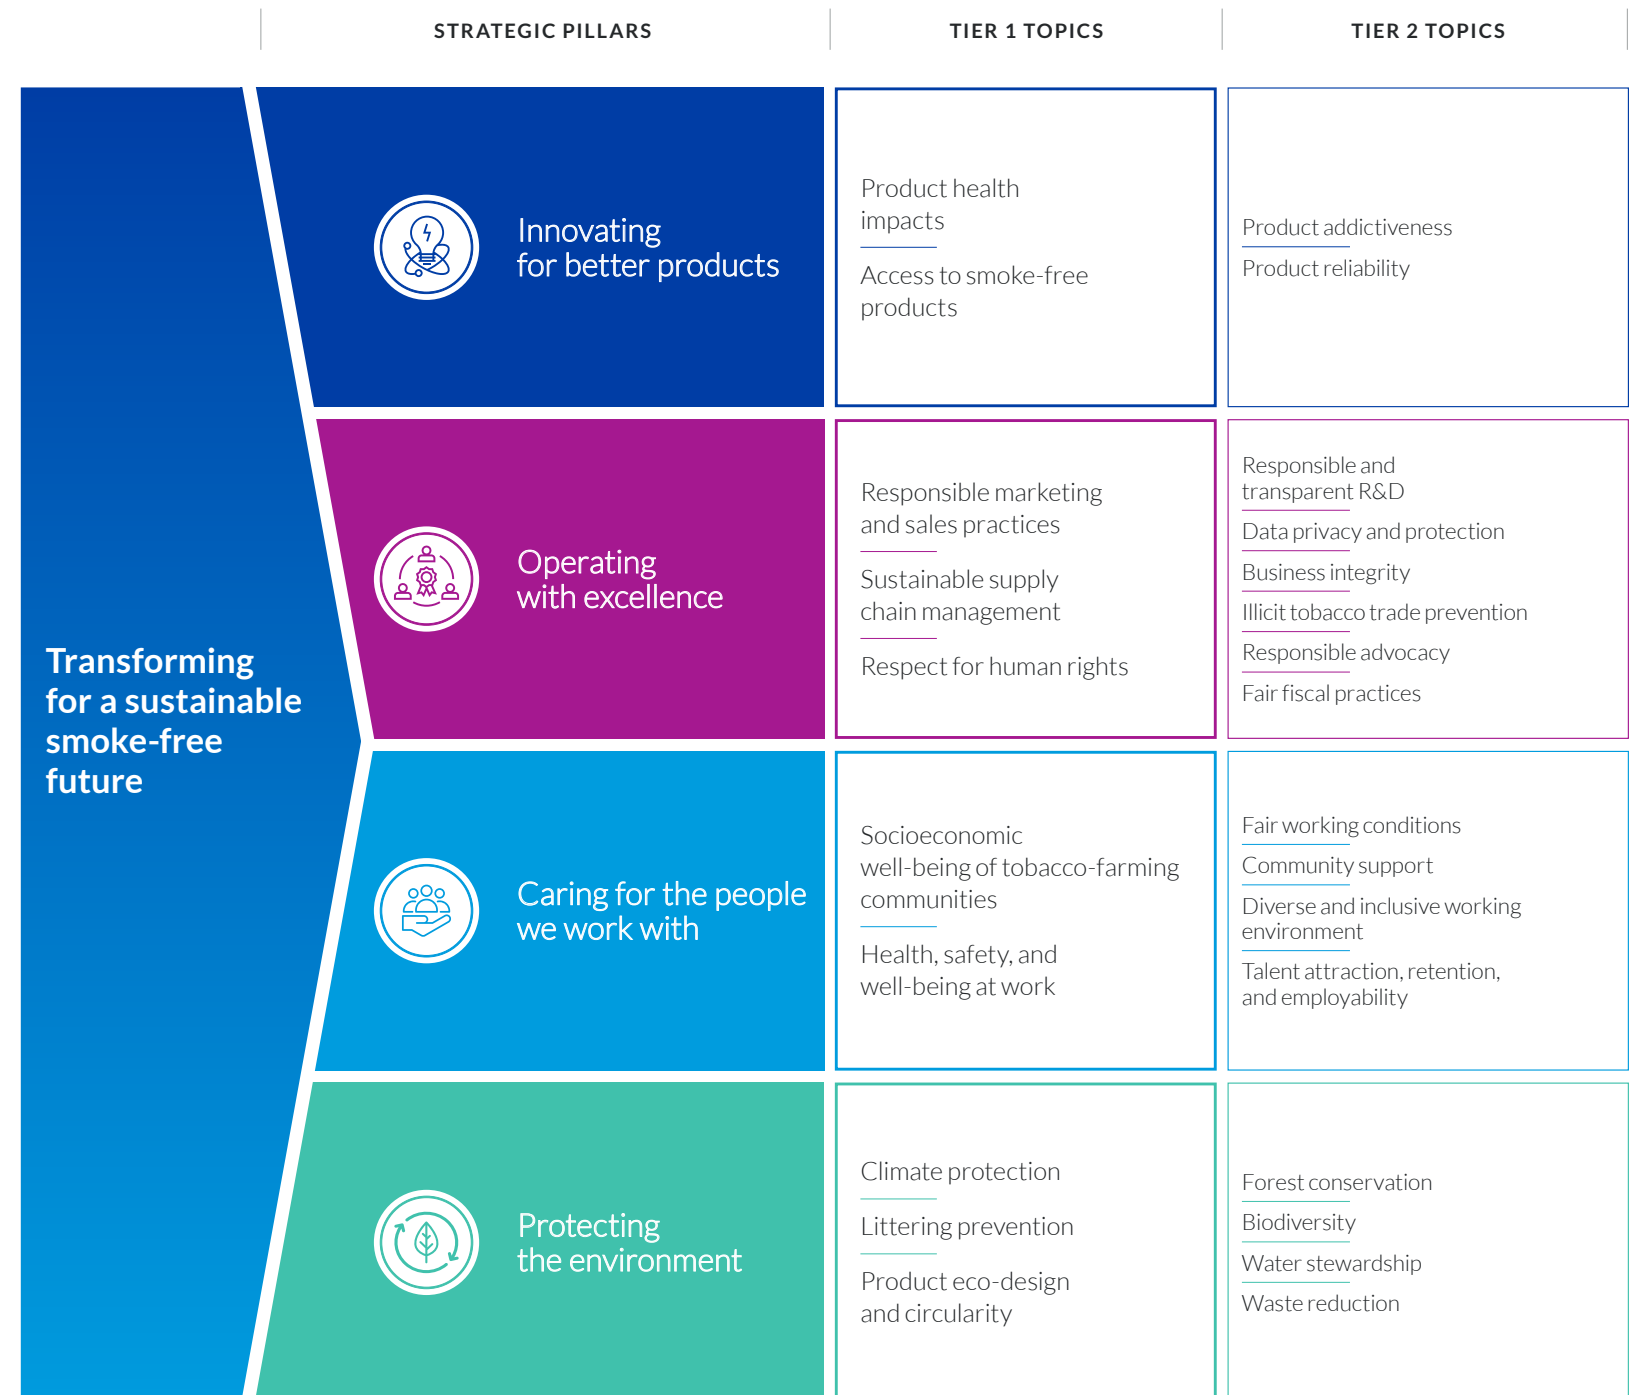 STRATEGIC PILLARS
TIER 1 TOPICS
TIER 2 TOPICS
Transforming
for a sustainable
smoke-free
future
Innovating
for better products
Product health
impacts
Access to smoke-free
products
Product addictiveness
Product reliability
Operating
with excellence
Responsible marketing
and sales practices
Sustainable supply
chain management
Respect for human rights
Responsible and
transparent R&D
Data privacy and protection
Business integrity
Illicit tobacco trade prevention
Responsible advocacy
Fair fiscal practices
Caring for the people
we work with
Socioeconomic
well-being of tobacco-farming
communities
Health, safety, and
well-being at work
Fair working conditions
Community support
Diverse and inclusive working
environment
Talent attraction, retention,
and employability
Protecting
the environment
Climate protection
Littering prevention
Product eco-design
and circularity
Forest conservation
Biodiversity
Water stewardship
Waste reduction